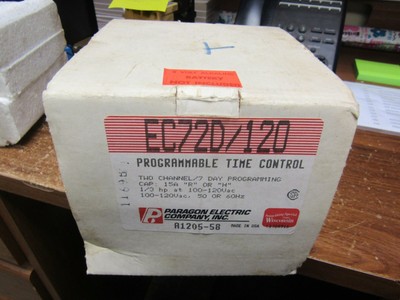 EC72D/120
PROGRAMMABLE TIME CONTROL
TWO CHANNEL/7 DAY PROGRAMMING
CAP: 15A "R" OR "N"
1/3 hp at 100-120Vac
100-120Vac, 50 OR 60Hz
PARAGON ELECTRIC
COMPANY, INC.
A1205-58
MADE IN USA